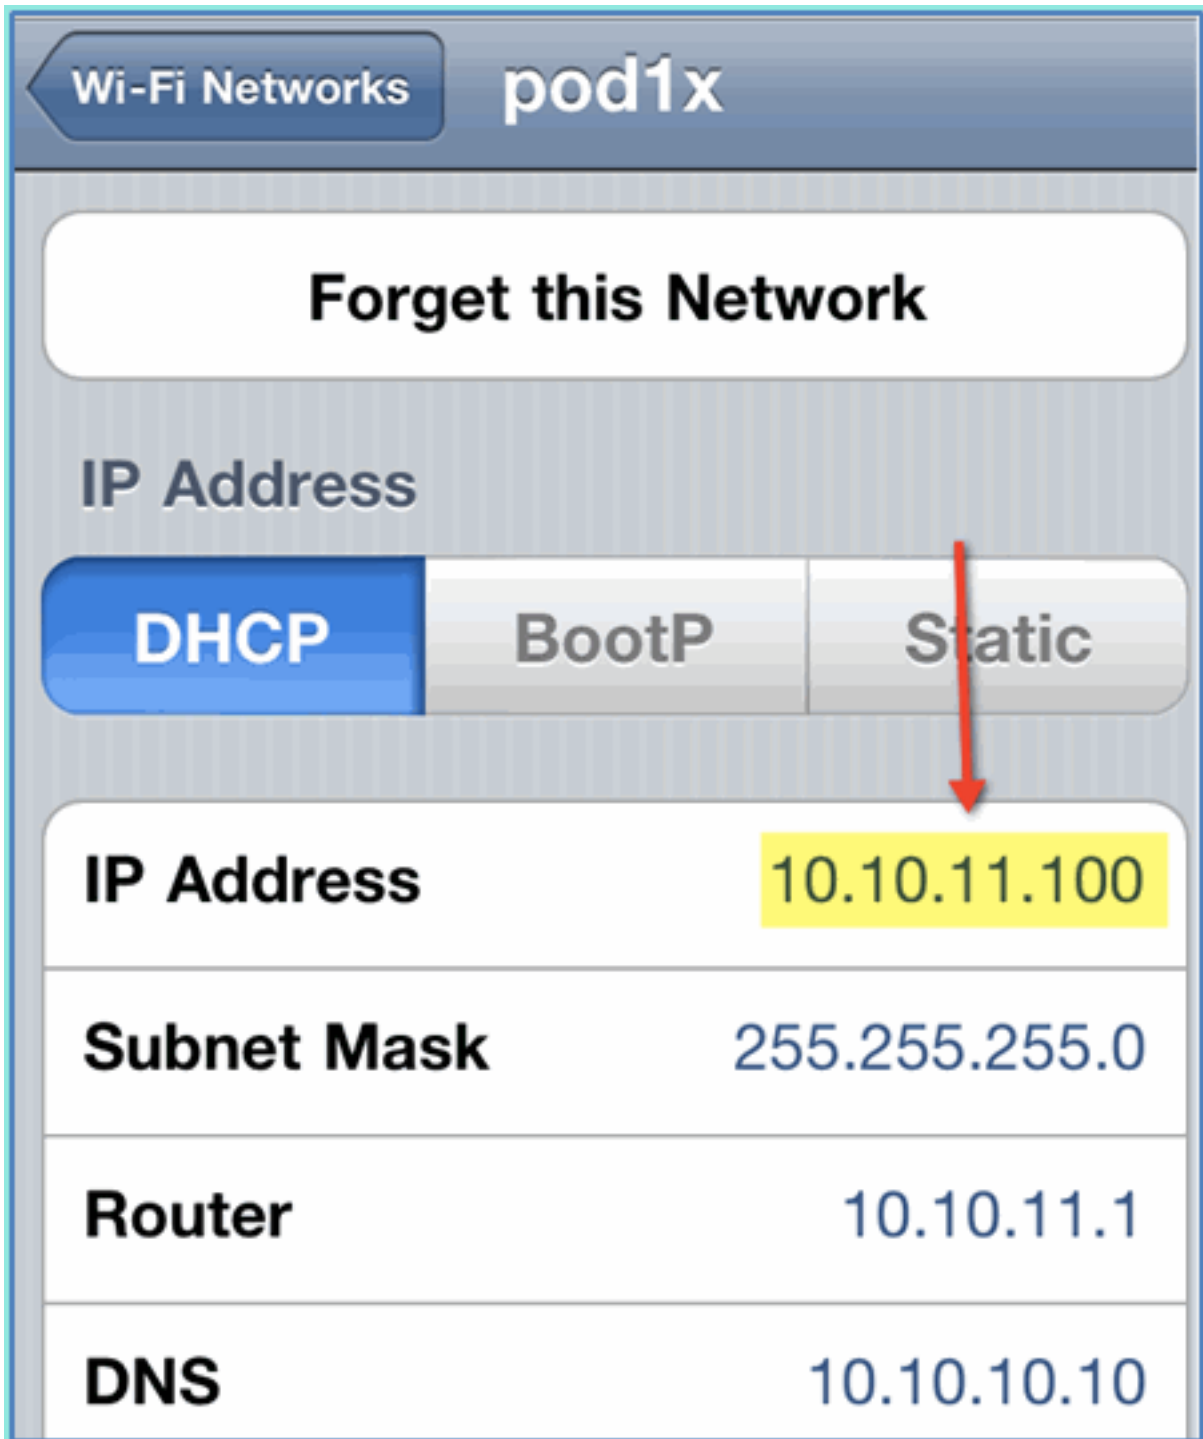 Wi-Fi Networks pod1x
Forget this Network
IP Address
DHCP BootP Static
IP Address 10.10.11.100
Subnet Mask 255.255.255.0
Router 10.10.11.1
DNS 10.10.10.10